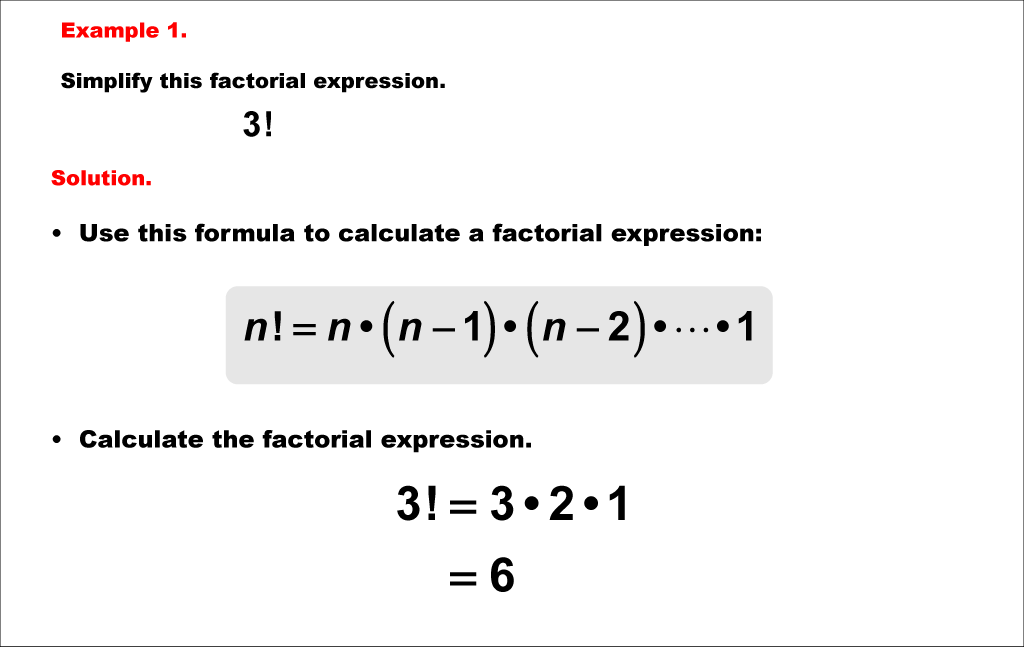 Example 1.
Simplify this factorial expression.
3!
Solution.
• Use this formula to calculate a factorial expression:
n! = n • (n − 1) • (n − 2) • ⋯ • 1
• Calculate the factorial expression.
3! = 3 • 2 • 1
= 6